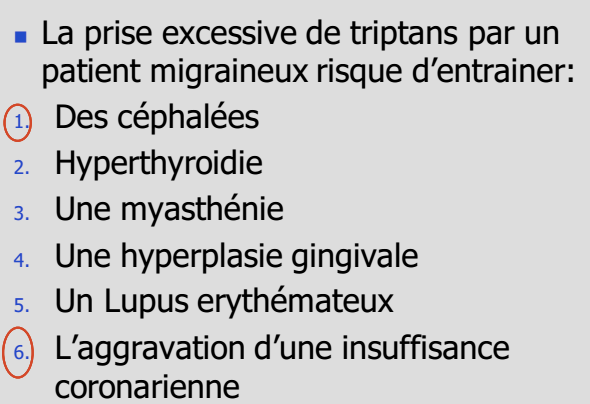 ▪ La prise excessive de triptans par un
patient migraineux risque d’entrainer:
1. Des céphalées
2. Hyperthyroidie
3. Une myasthénie
4. Une hyperplasie gingivale
5. Un Lupus erythémateux
6. L’aggravation d’une insuffisance
coronarienne